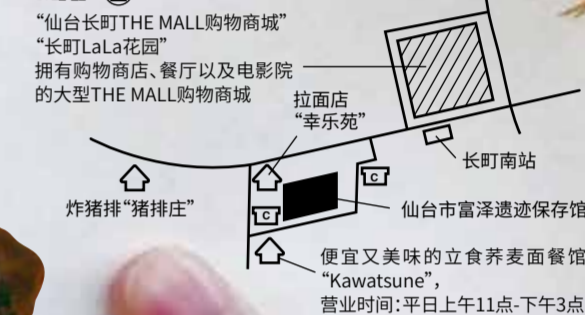 “仙台长町THE MALL购物商城”
“长町LaLa花园”
拥有购物商店、餐厅以及电影院
的大型THE MALL购物商城
拉面店
“幸乐苑”
长町南站
C
炸猪排“猪排庄”
C
仙台市富泽遗迹保存馆
便宜又美味的立食荞麦面餐馆
“Kawatsune”,
营业时间:平日上午11点-下午3点